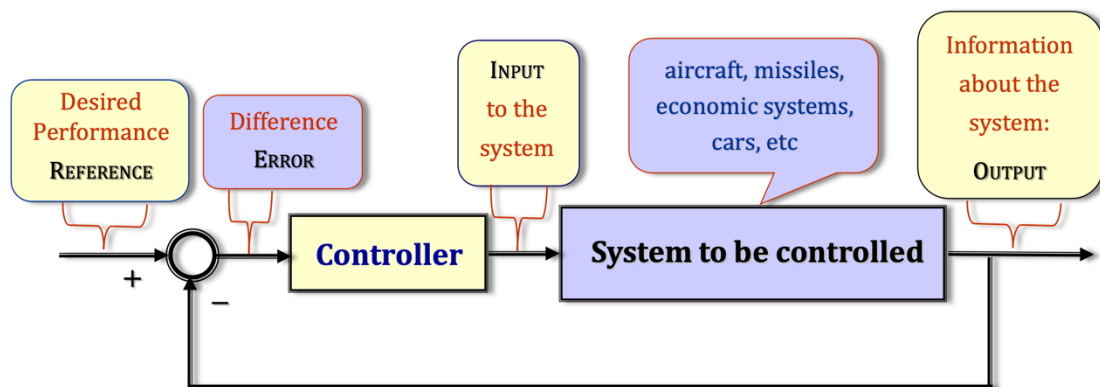 Desired
Performance
REFERENCE
Difference
ERROR
INPUT
to the
system
aircraft, missiles,
economic systems,
cars, etc
Information
about the
system:
OUTPUT
+
−
Controller
System to be controlled